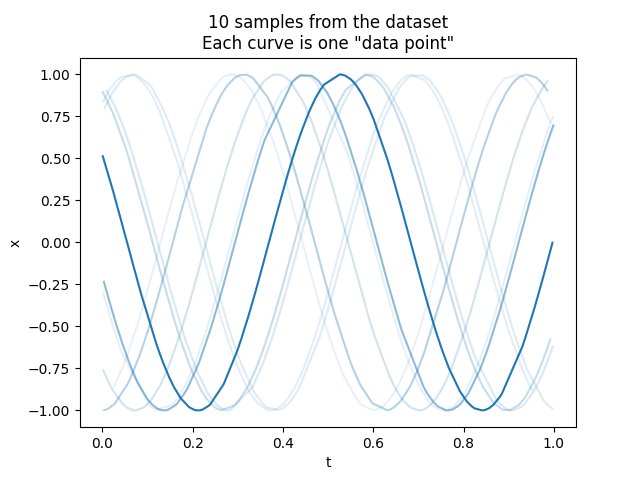 10 samples from the dataset
Each curve is one "data point"
1.00
0.75
0.50
0.25
0.00
−0.25
−0.50
−0.75
−1.00
x
0.0 0.2 0.4 0.6 0.8 1.0
t